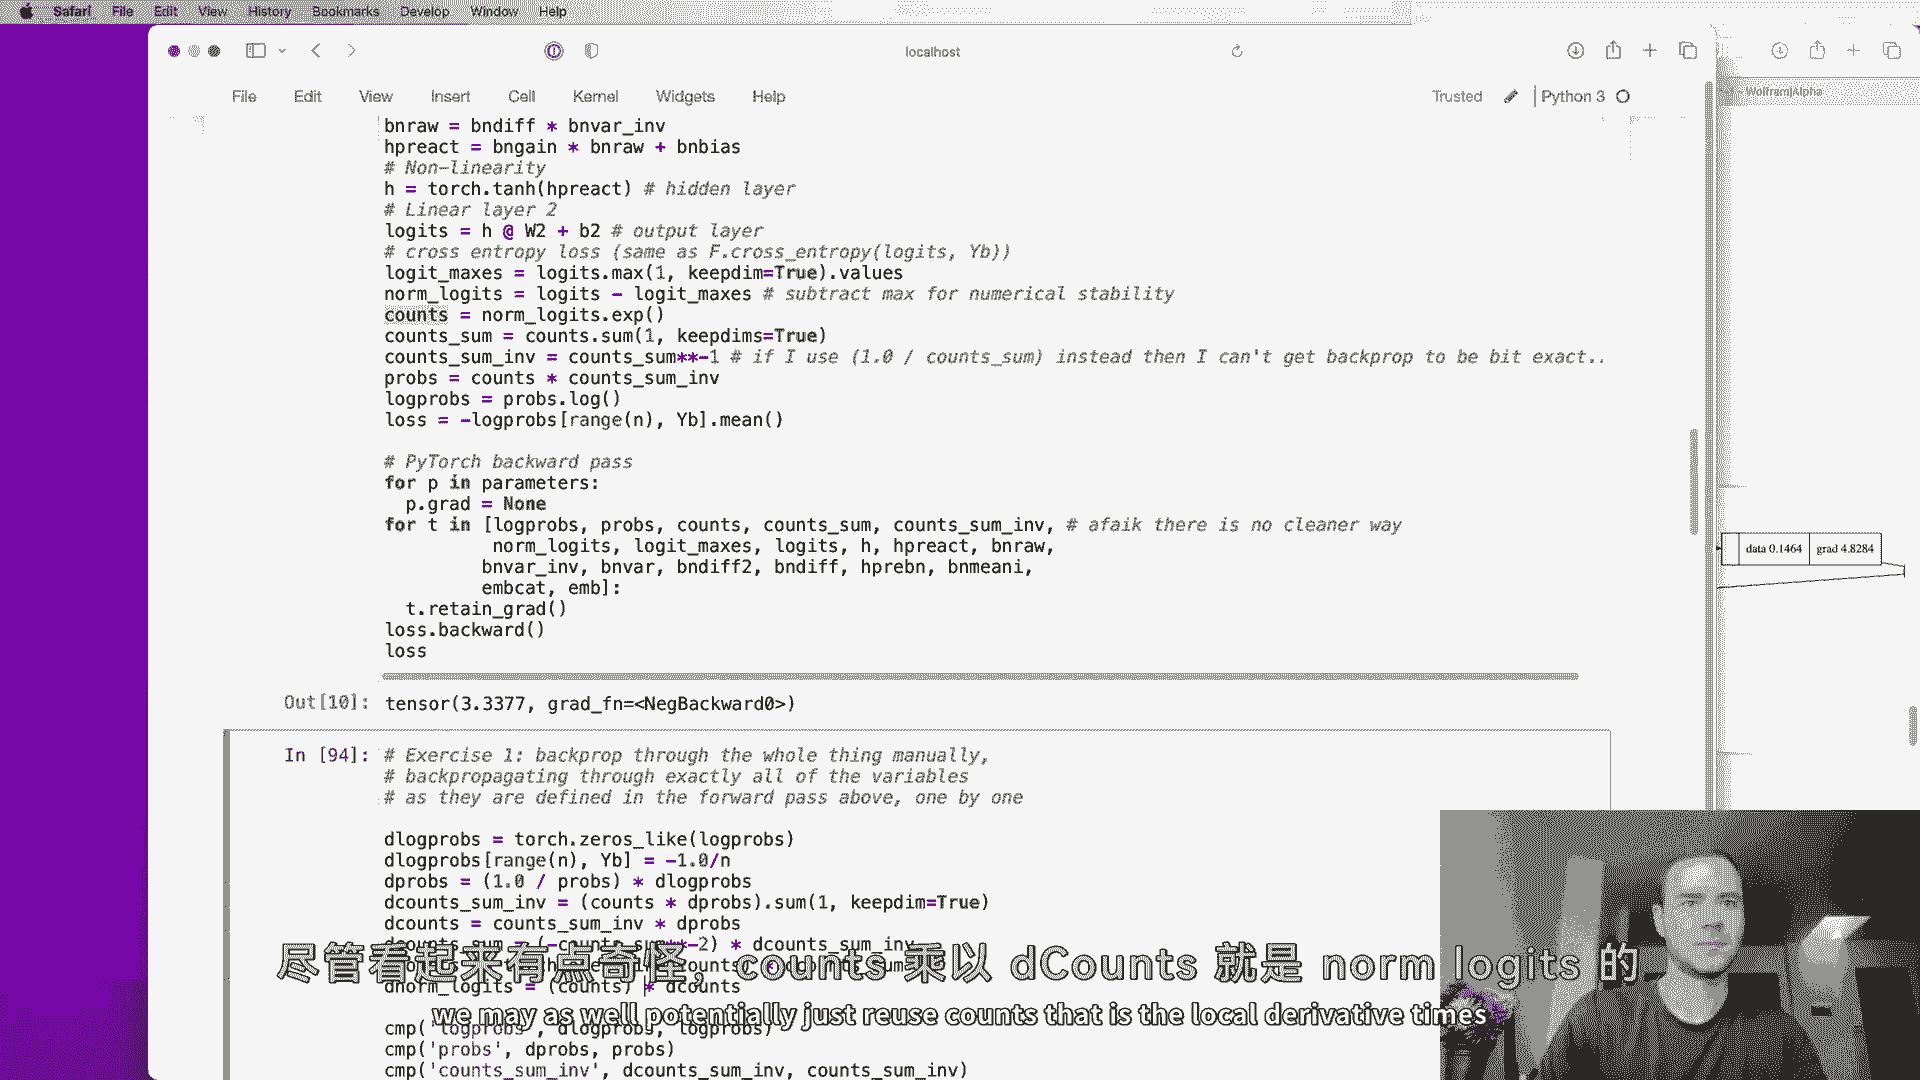 Safari File Edit View History Bookmarks Develop Window Help
localhost
Wolfram|Alpha
File Edit View Insert Cell Kernel Widgets Help
Trusted Python 3
bnraw = bndiff * bnvar_inv
hpreact = bngain * bnraw + bnbias
# Non-linearity
h = torch.tanh(hpreact) # hidden layer
# Linear layer 2
logits = h @ W2 + b2 # output layer
# cross entropy loss (same as F.cross_entropy(logits, Yb))
logit_maxes = logits.max(1, keepdim=True).values
norm_logits = logits - logit_maxes # subtract max for numerical stability
counts = norm_logits.exp()
counts_sum = counts.sum(1, keepdims=True)
counts_sum_inv = counts_sum**-1 # if I use (1.0 / counts_sum) instead then I can't get backprop to be bit exact..
probs = counts * counts_sum_inv
logprobs = probs.log()
loss = -logprobs[range(n), Yb].mean()
# PyTorch backward pass
for p in parameters:
p.grad = None
for t in [logprobs, probs, counts, counts_sum, counts_sum_inv, # afaik there is no cleaner way
norm_logits, logit_maxes, logits, h, hpreact, bnraw,
bnvar_inv, bnvar, bndiff2, bndiff, hprebn, bnmeani,
embcat, emb]:
t.retain_grad()
loss.backward()
loss
data 0.1464 grad 4.8284
Out[10]: tensor(3.3377, grad_fn=<NegBackward0>)
In [94]: # Exercise 1: backprop through the whole thing manually,
# backpropagating through exactly all of the variables
# as they are defined in the forward pass above, one by one
dlogprobs = torch.zeros_like(logprobs)
dlogprobs[range(n), Yb] = -1.0/n
dprobs = (1.0 / probs) * dlogprobs
dcounts_sum_inv = (counts * dprobs).sum(1, keepdim=True)
dcounts = counts_sum_inv * dprobs
dcounts_sum = (-counts_sum**-2) * dcounts_sum_inv
尽管看起来有点奇怪 counts 乘以 dCounts 就是 norm logits 的
dnorm_logits = (counts) * dcounts
we may as well potentially just reuse counts that is the local derivative times
cmp('logprobs', dlogprobs, logprobs)
cmp('probs', dprobs, probs)
cmp('counts_sum_inv', dcounts_sum_inv, counts_sum_inv)